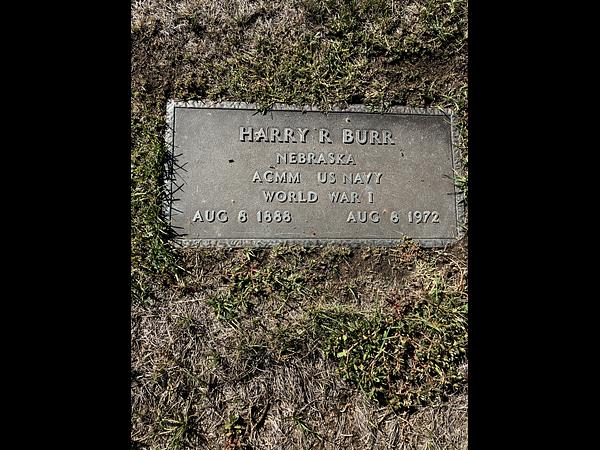 HARRY R BURR
NEBRASKA
ACMM US NAVY
WORLD WAR I
AUG 8 1888 AUG 8 1972